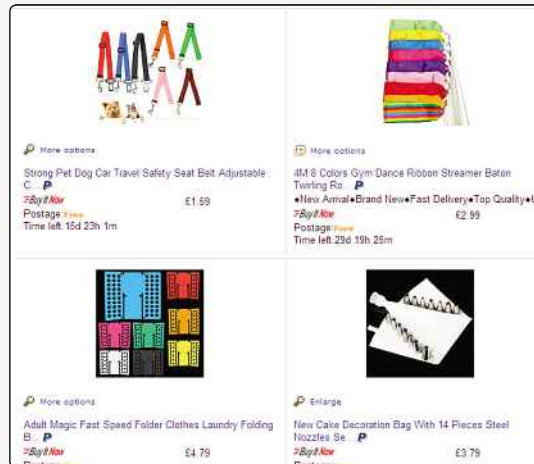 More options
Strong Pet Dog Car Travel Safety Seat Belt Adjustable
C...
Buy It Now £1.59
Postage: Free
Time left: 15d 23h 1m
More options
4M 8 Colors Gym Dance Ribbon Streamer Baton
Twirling Ro...
●New Arrival●Brand New●Fast Delivery●Top Quality●
Buy It Now £2.99
Postage: Free
Time left: 29d 19h 25m
More options
Adult Magic Fast Speed Folder Clothes Laundry Folding
B...
Buy It Now £4.79
Enlarge
New Cake Decoration Bag With 14 Pieces Steel
Nozzles Se...
Buy It Now £3.79